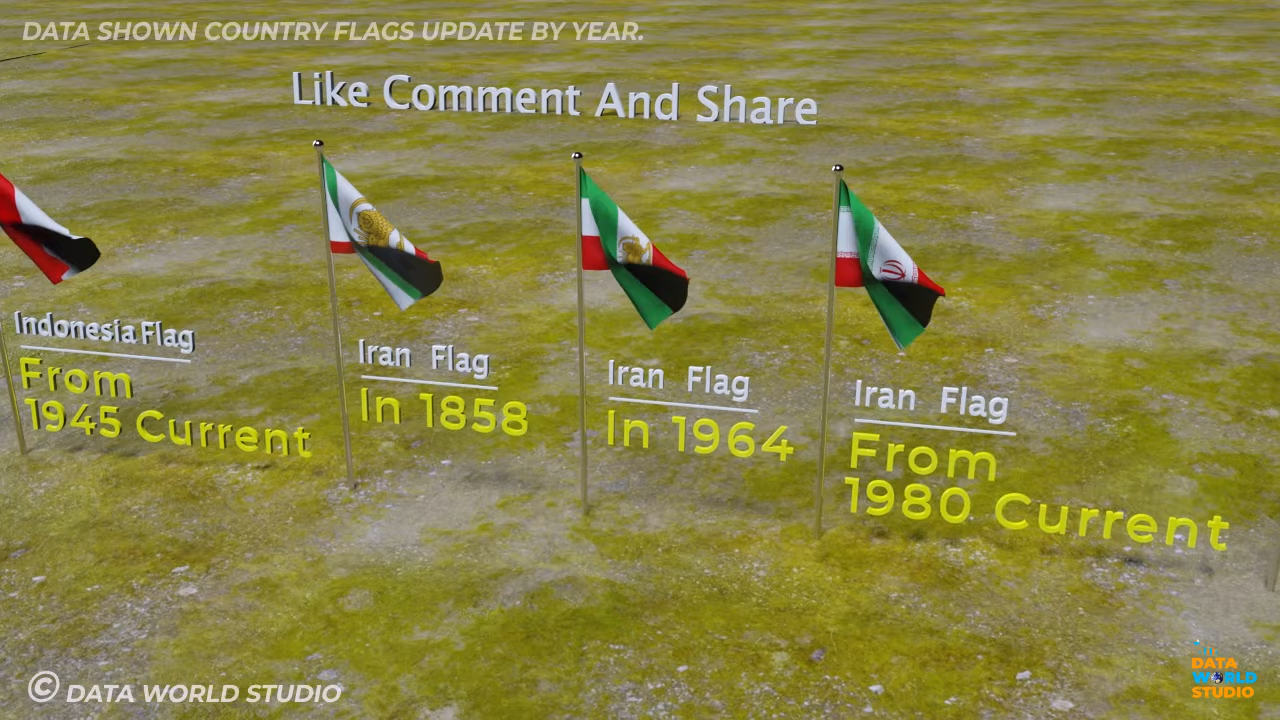 DATA SHOWN COUNTRY FLAGS UPDATE BY YEAR.
Like Comment And Share
Indonesia Flag
From
1945 Current
Iran Flag
In 1858
Iran Flag
In 1964
Iran Flag
From
1980 Current
© DATA WORLD STUDIO
DATA
WORLD
STUDIO